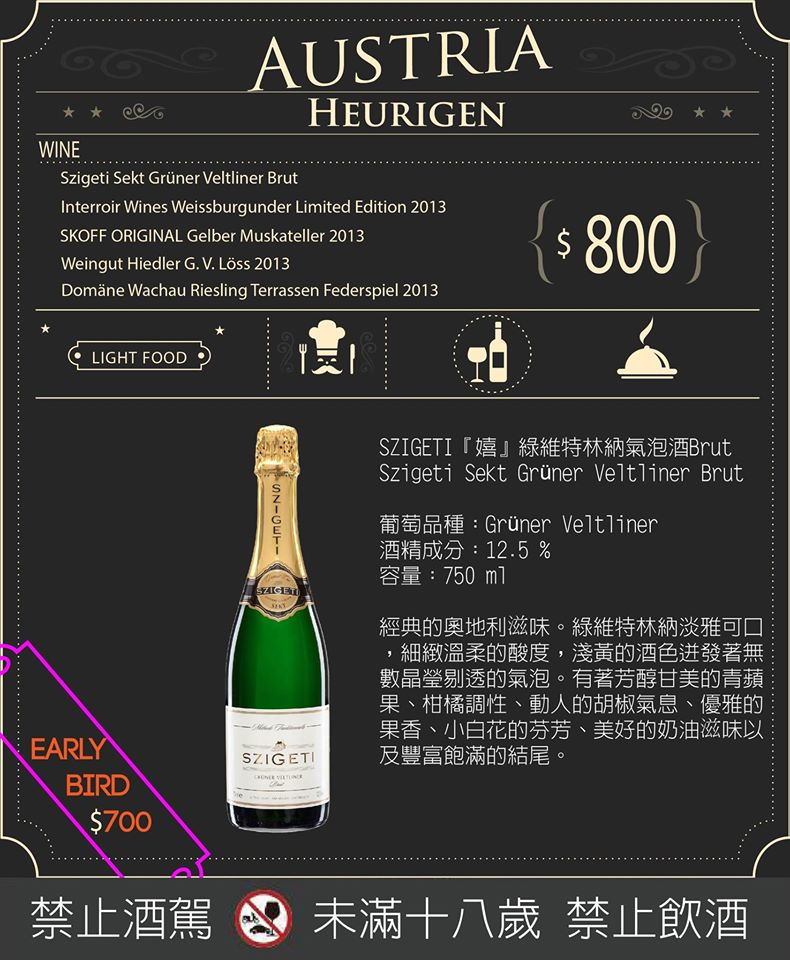 AUSTRIA
HEURIGEN
WINE
Szigeti Sekt Grüner Veltliner Brut
Interroir Wines Weissburgunder Limited Edition 2013
SKOFF ORIGINAL Gelber Muskateller 2013
Weingut Hiedler G. V. Löss 2013
Domäne Wachau Riesling Terrassen Federspiel 2013
$ 800
LIGHT FOOD
SZIGETI『嬉』綠維特林納氣泡酒Brut
Szigeti Sekt Grüner Veltliner Brut
葡萄品種：Grüner Veltliner
酒精成分：12.5 %
容量：750 ml
經典的奧地利滋味。綠維特林納淡雅可口
，細緻溫柔的酸度，淺黃的酒色迸發著無
數晶瑩剔透的氣泡。有著芳醇甘美的青蘋
果、柑橘調性、動人的胡椒氣息、優雅的
果香、小白花的芬芳、美好的奶油滋味以
及豐富飽滿的結尾。
SZIGETI
SZIGETI
SEKT
Méthode Traditionnelle
SZIGETI
GRÜNER VELTLINER
Brut
EARLY
BIRD
$700
禁止酒駕 未滿十八歲 禁止飲酒